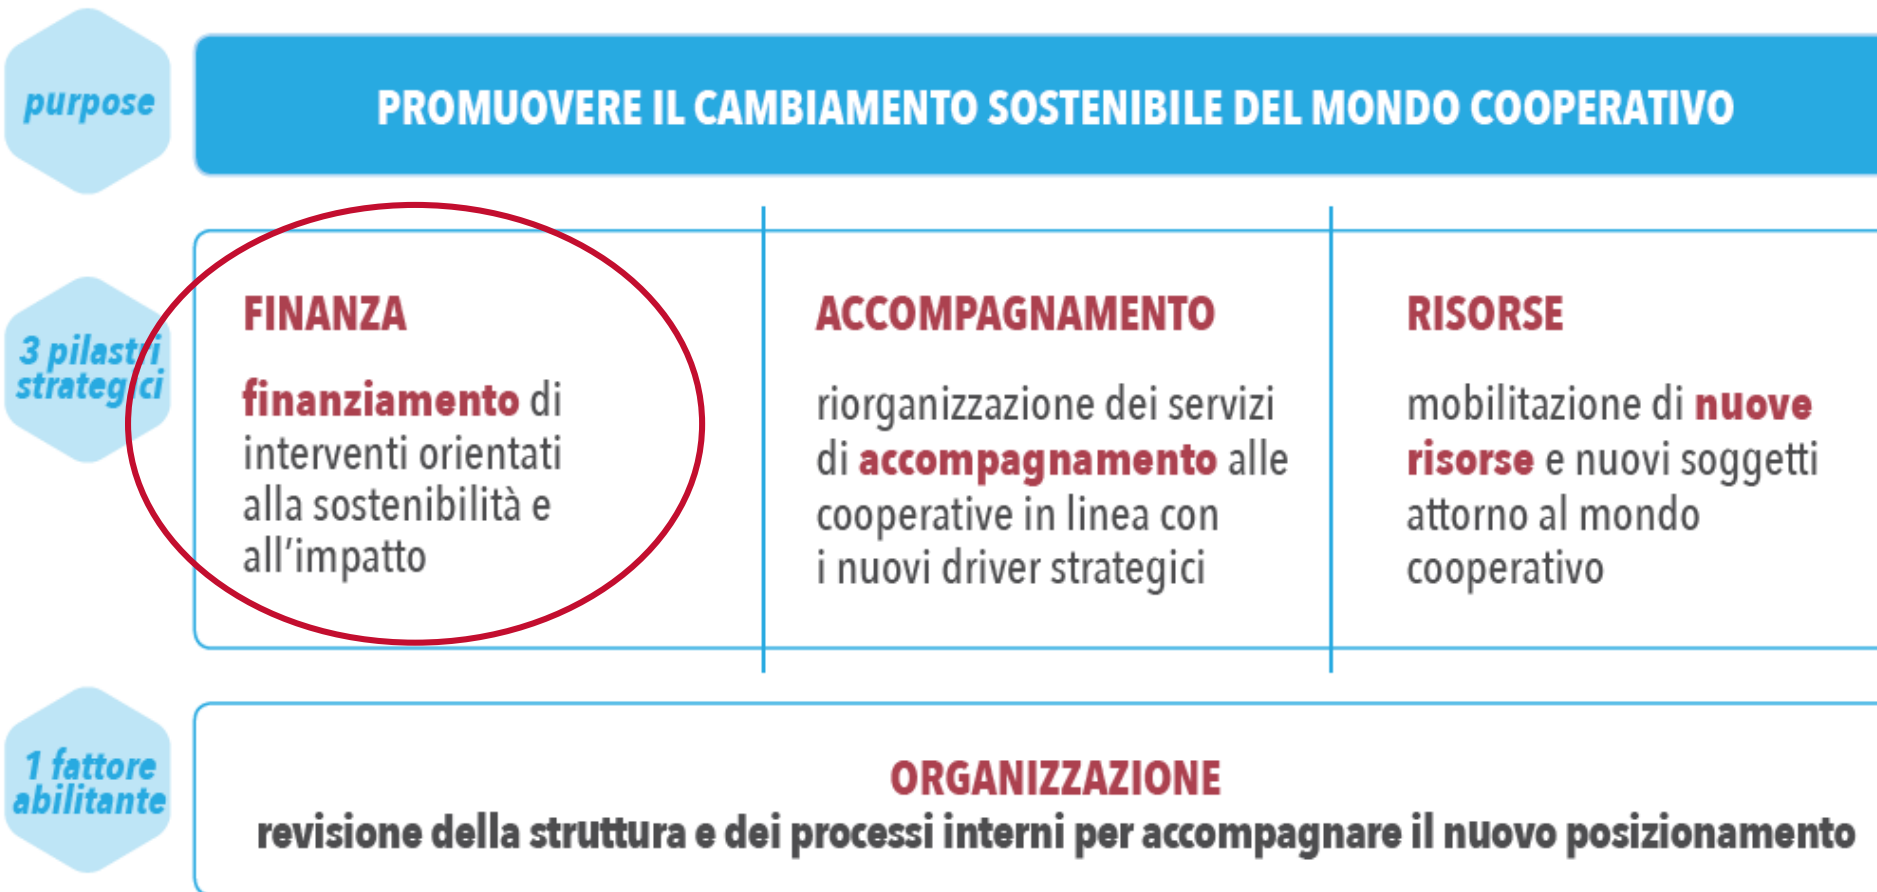 purpose
PROMUOVERE IL CAMBIAMENTO SOSTENIBILE DEL MONDO COOPERATIVO
3 pilastri
strategici
FINANZA
finanziamento di
interventi orientati
alla sostenibilità e
all'impatto
ACCOMPAGNAMENTO
riorganizzazione dei servizi
di accompagnamento alle
cooperative in linea con
i nuovi driver strategici
RISORSE
mobilitazione di nuove
risorse e nuovi soggetti
attorno al mondo
cooperativo
1 fattore
abilitante
ORGANIZZAZIONE
revisione della struttura e dei processi interni per accompagnare il nuovo posizionamento